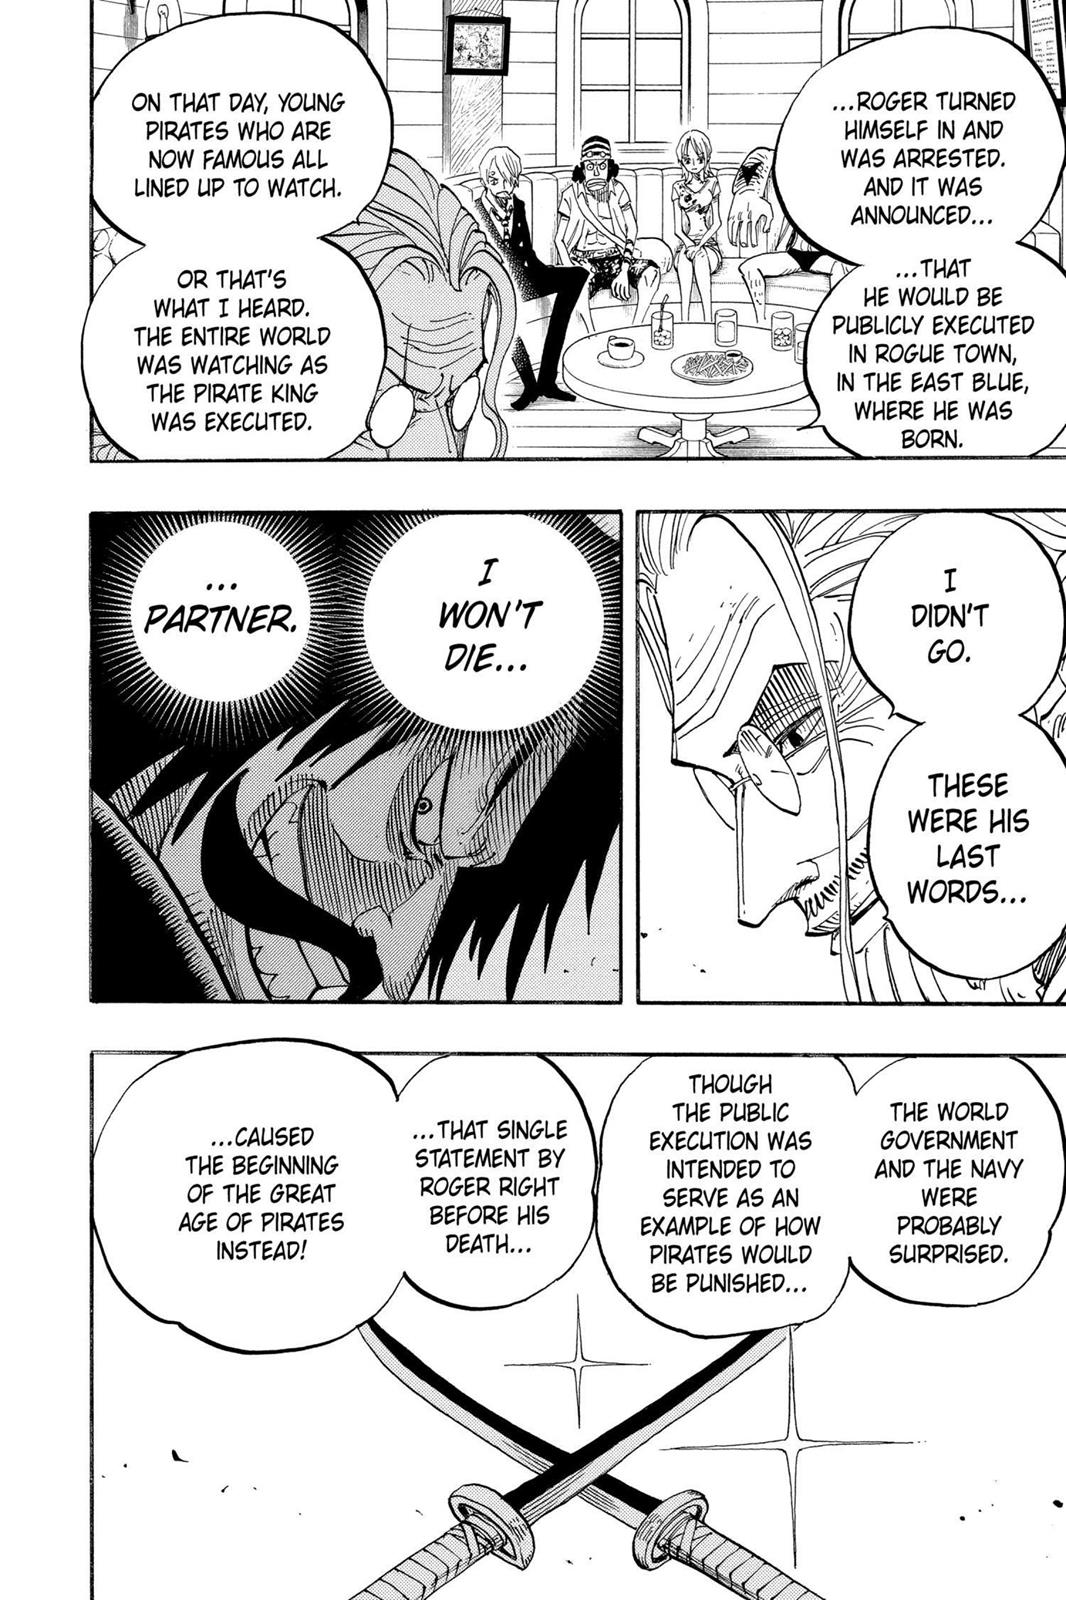 ...ROGER TURNED
HIMSELF IN AND
WAS ARRESTED.
AND IT WAS
ANNOUNCED...
...THAT
HE WOULD BE
PUBLICLY EXECUTED
IN ROGUE TOWN,
IN THE EAST BLUE,
WHERE HE WAS
BORN.
ON THAT DAY, YOUNG
PIRATES WHO ARE
NOW FAMOUS ALL
LINED UP TO WATCH.
OR THAT'S
WHAT I HEARD.
THE ENTIRE WORLD
WAS WATCHING AS
THE PIRATE KING
WAS EXECUTED.
I
DIDN'T
GO.
THESE
WERE HIS
LAST
WORDS...
I
WON'T
DIE...
...
PARTNER.
THE WORLD
GOVERNMENT
AND THE NAVY
WERE
PROBABLY
SURPRISED.
THOUGH
THE PUBLIC
EXECUTION WAS
INTENDED TO
SERVE AS AN
EXAMPLE OF HOW
PIRATES WOULD
BE PUNISHED...
...THAT SINGLE
STATEMENT BY
ROGER RIGHT
BEFORE HIS
DEATH...
...CAUSED
THE BEGINNING
OF THE GREAT
AGE OF PIRATES
INSTEAD!